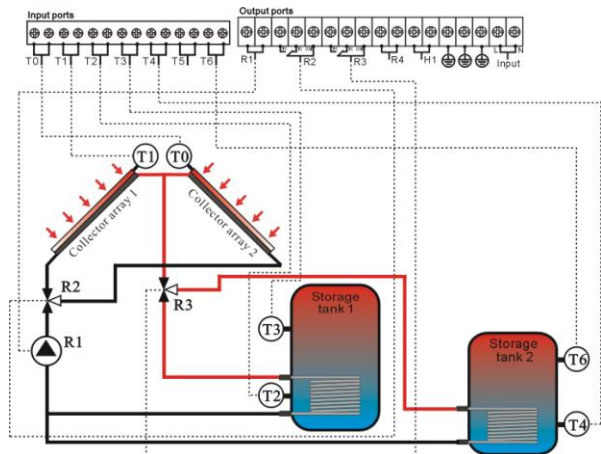 Input ports
Output ports
T0 T1 T2 T3 T4 T5 T6
R1 R2 R3 R4 H1 Input
L N
T1 T0
Collector array 1
Collector array 2
R2
R3
R1
Storage tank 1
T3
T2
Storage tank 2
T6
T4